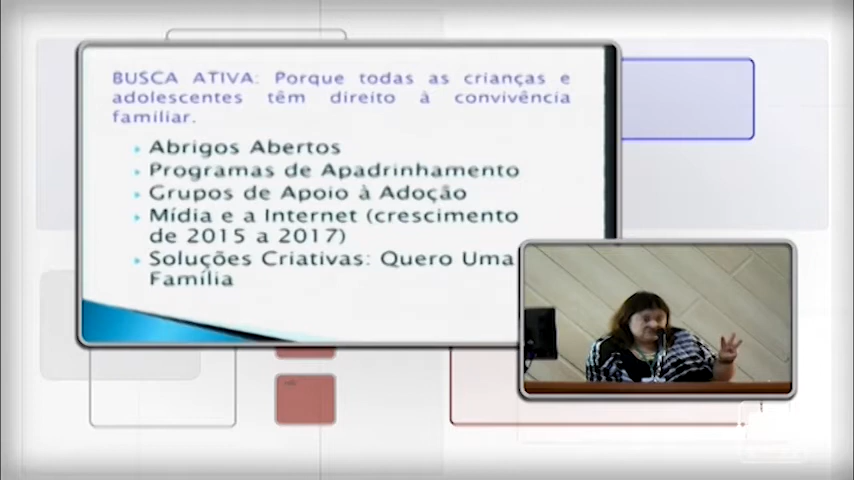 BUSCA ATIVA: Porque todas as crianças e
adolescentes têm direito à convivência
familiar.
Abrigos Abertos
Programas de Apadrinhamento
Grupos de Apoio à Adoção
Mídia e a Internet (crescimento
de 2015 a 2017)
Soluções Criativas: Quero Uma
Família